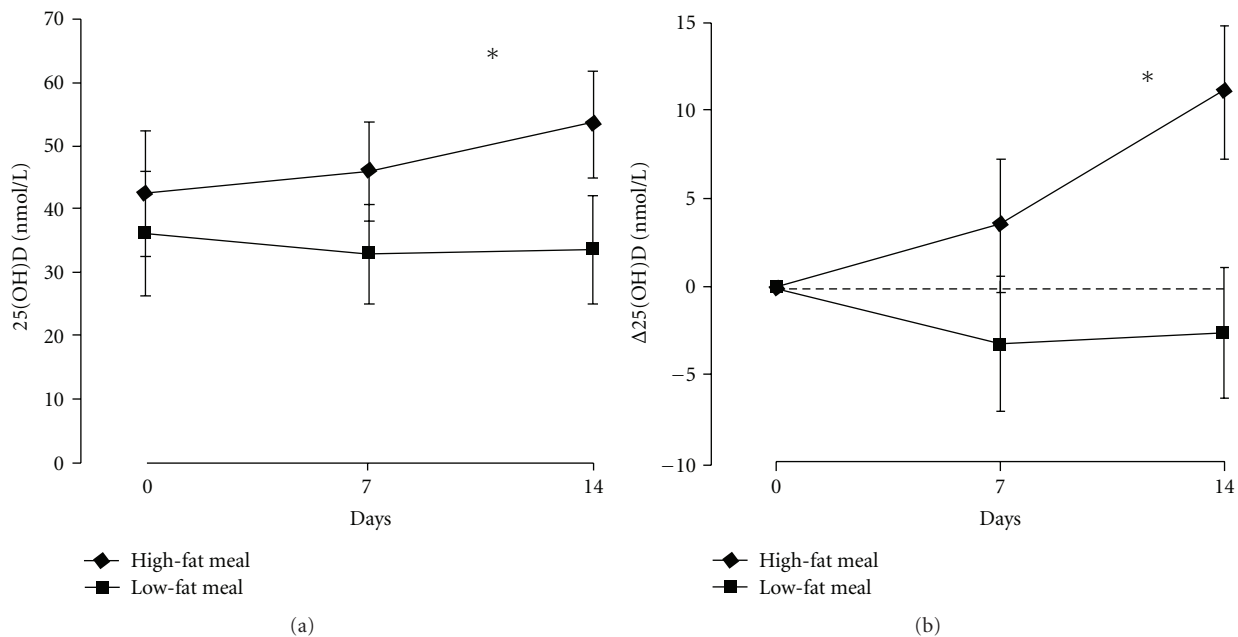 70
60
50
40
30
20
10
0
25(OH)D (nmol/L)
*
0 7 14
Days
High-fat meal
Low-fat meal
(a)
15
10
5
0
−5
−10
Δ25(OH)D (nmol/L)
*
0 7 14
Days
High-fat meal
Low-fat meal
(b)